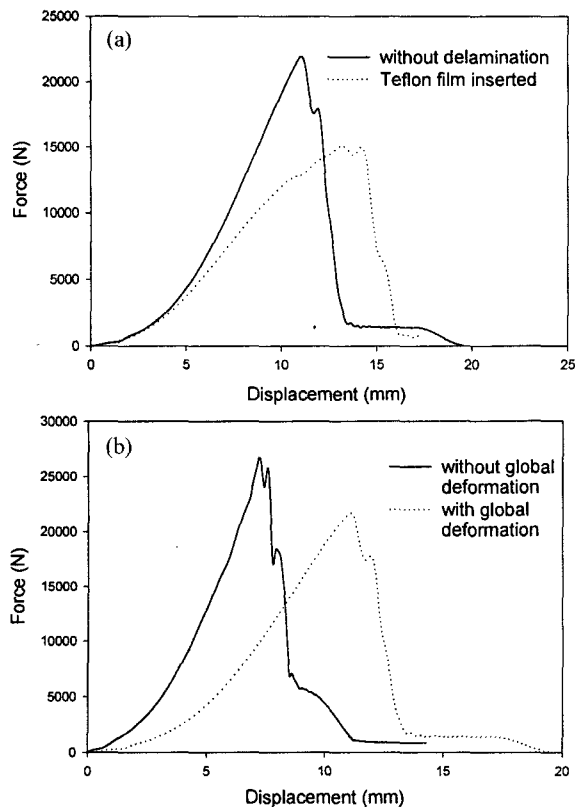 (a)
without delamination
Teflon film inserted
Force (N)
25000
20000
15000
10000
5000
0
0 5 10 15 20 25
Displacement (mm)
(b)
without global
deformation
with global
deformation
Force (N)
30000
25000
20000
15000
10000
5000
0
0 5 10 15 20
Displacement (mm)